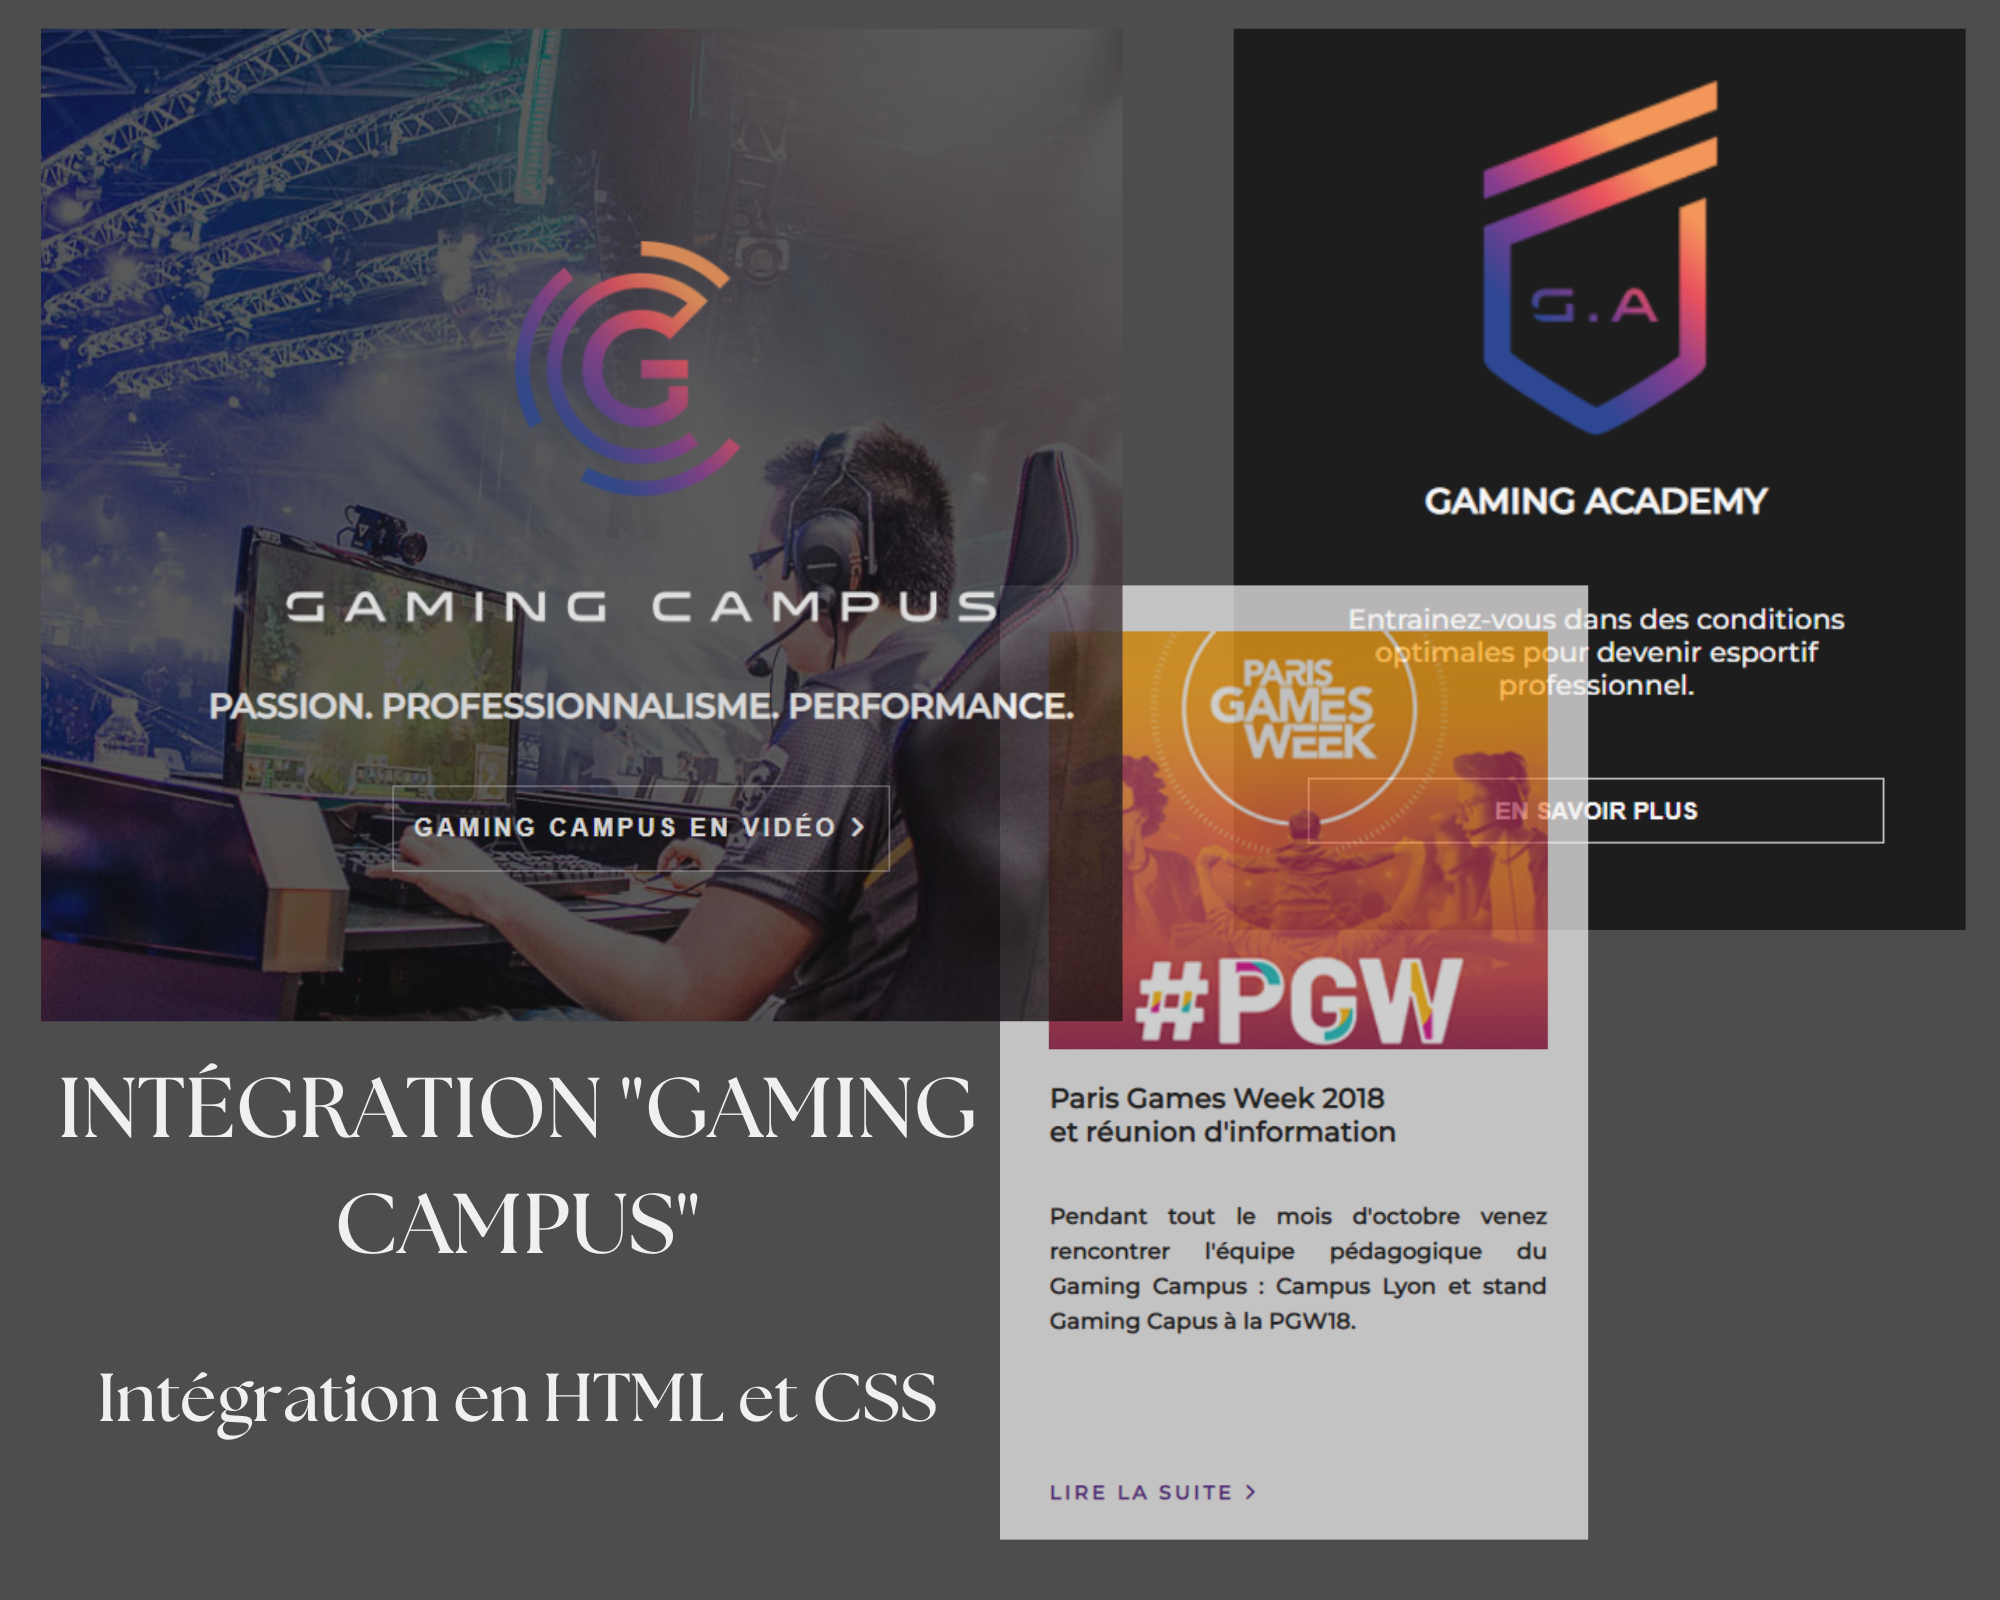 GAMING CAMPUS
PASSION. PROFESSIONNALISME. PERFORMANCE.
GAMING CAMPUS EN VIDÉO >
G.A
GAMING ACADEMY
Entrainez-vous dans des conditions
optimales pour devenir esportif
professionnel.
EN SAVOIR PLUS
PARIS
GAMES
WEEK
#PGW
Paris Games Week 2018
et réunion d'information
Pendant tout le mois d'octobre venez
rencontrer l'équipe pédagogique du
Gaming Campus : Campus Lyon et stand
Gaming Capus à la PGW18.
LIRE LA SUITE >
INTÉGRATION "GAMING
CAMPUS"
Intégration en HTML et CSS